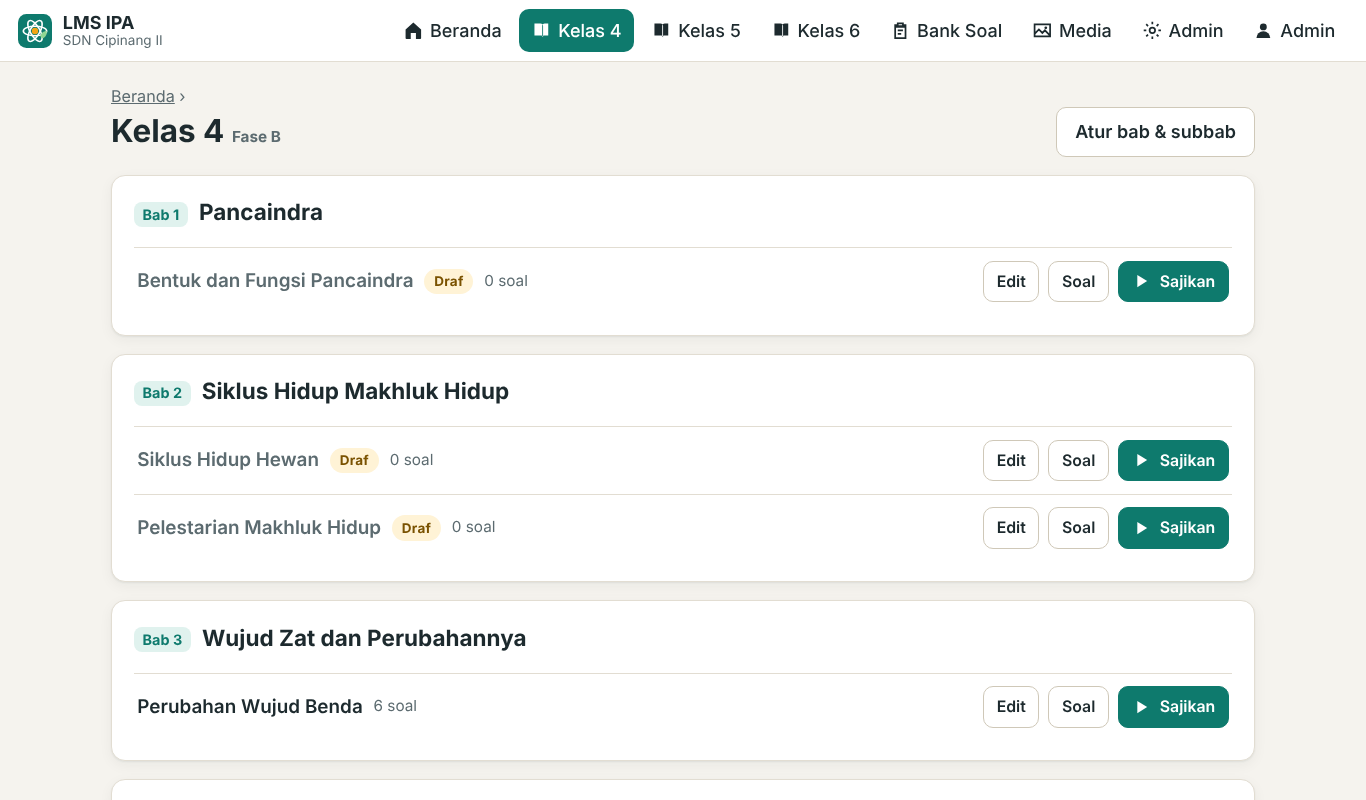 LMS IPA
SDN Cipinang II
Beranda
Kelas 4
Kelas 5
Kelas 6
Bank Soal
Media
Admin
Admin
Beranda ›
Kelas 4 Fase B
Atur bab & subbab
Bab 1 Pancaindra
Bentuk dan Fungsi Pancaindra Draf 0 soal Edit Soal Sajikan
Bab 2 Siklus Hidup Makhluk Hidup
Siklus Hidup Hewan Draf 0 soal Edit Soal Sajikan
Pelestarian Makhluk Hidup Draf 0 soal Edit Soal Sajikan
Bab 3 Wujud Zat dan Perubahannya
Perubahan Wujud Benda 6 soal Edit Soal Sajikan